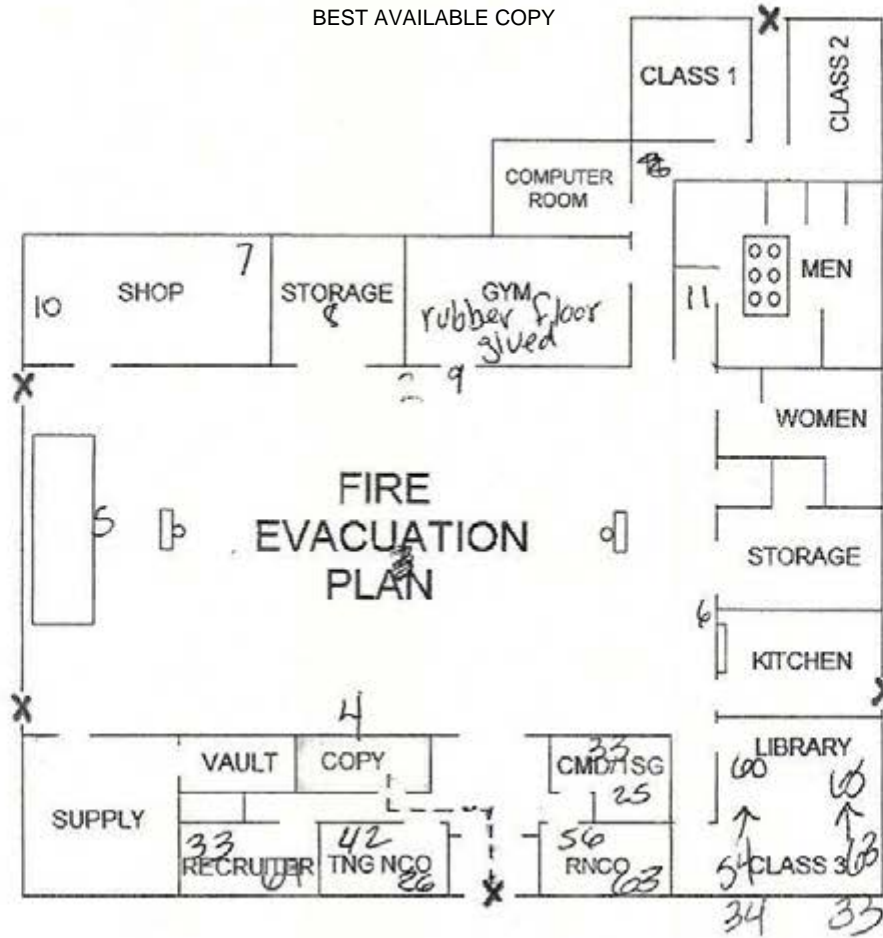 BEST AVAILABLE COPY
CLASS 1
CLASS 2
COMPUTER
ROOM
MEN
11
7
10
SHOP
STORAGE
8
GYM
rubber floor
glued
9
WOMEN
FIRE
EVACUATION
PLAN
5
STORAGE
6
KITCHEN
4
VAULT
COPY
33
CMD/1SG
25
LIBRARY
60
65
SUPPLY
33
RECRUITER
42
TNG NCO
26
56
RNCO
63
54
CLASS 3
63
34
33